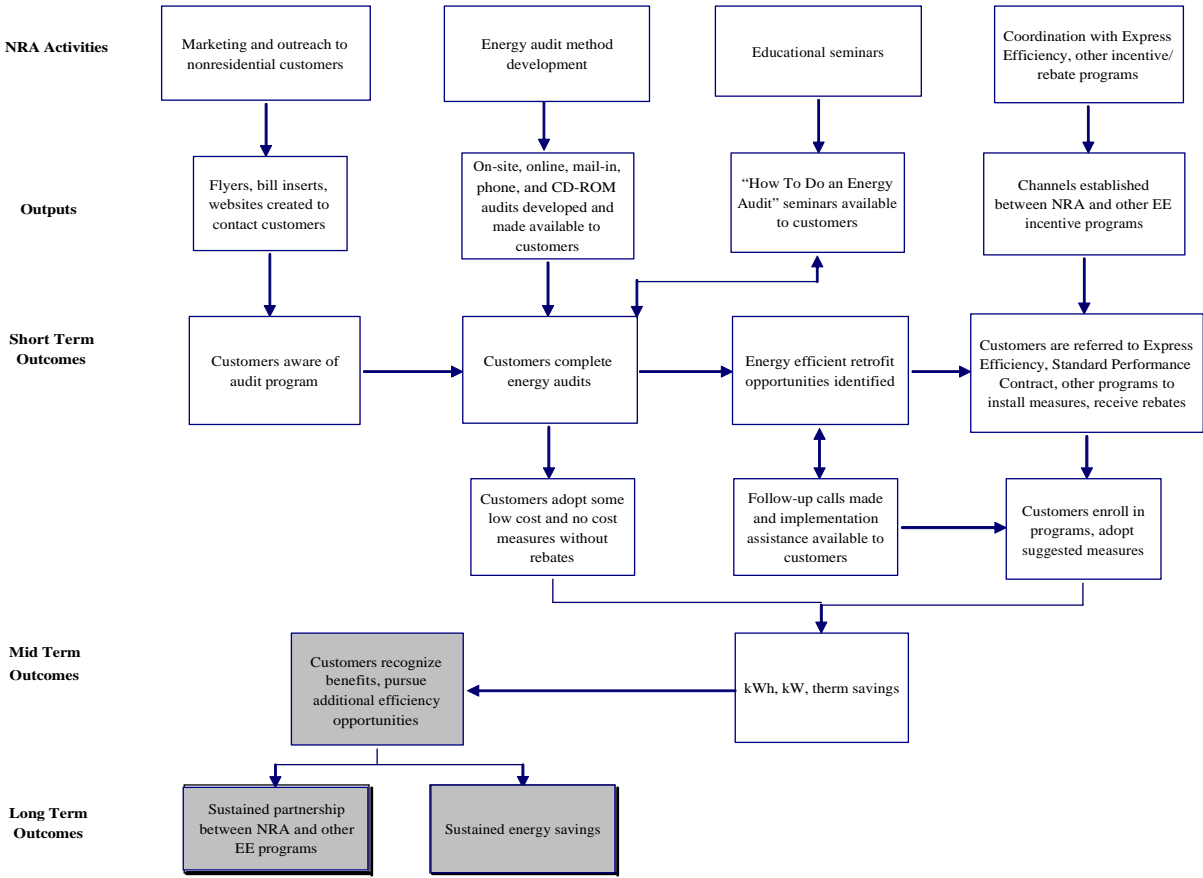 NRA Activities
Marketing and outreach to
nonresidential customers
Energy audit method
development
Educational seminars
Coordination with Express
Efficiency, other incentive/
rebate programs
Outputs
Flyers, bill inserts,
websites created to
contact customers
On-site, online, mail-in,
phone, and CD-ROM
audits developed and
made available to
customers
“How To Do an Energy
Audit” seminars available
to customers
Channels established
between NRA and other EE
incentive programs
Short Term
Outcomes
Customers aware of
audit program
Customers complete
energy audits
Energy efficient retrofit
opportunities identified
Customers are referred to Express
Efficiency, Standard Performance
Contract, other programs to
install measures, receive rebates
Customers adopt some
low cost and no cost
measures without
rebates
Follow-up calls made
and implementation
assistance available to
customers
Customers enroll in
programs, adopt
suggested measures
Mid Term
Outcomes
Customers recognize
benefits, pursue
additional efficiency
opportunities
kWh, kW, therm savings
Long Term
Outcomes
Sustained partnership
between NRA and other
EE programs
Sustained energy savings